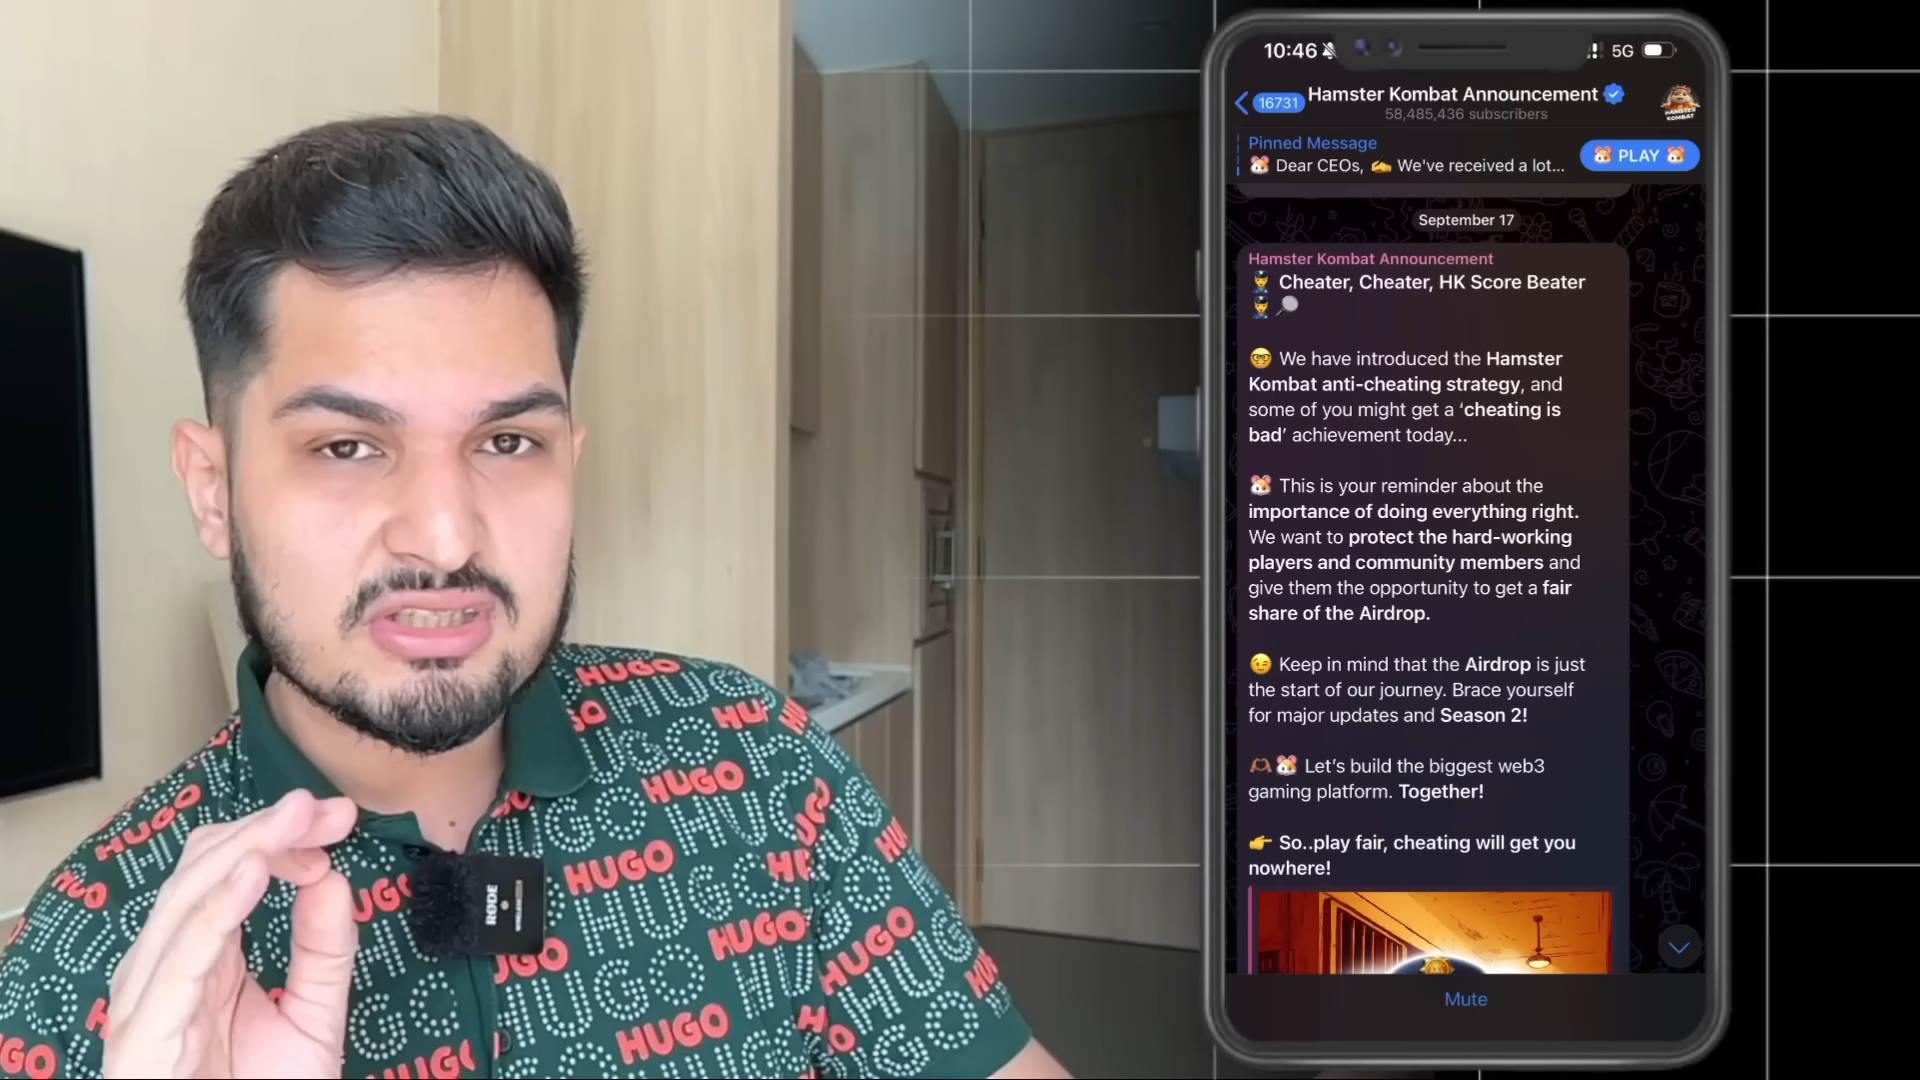 10:46 5G
16731 Hamster Kombat Announcement
58,485,436 subscribers
Pinned Message
🐹 Dear CEOs, ✍️ We've received a lot...
🐹 PLAY 🐹
September 17
Hamster Kombat Announcement
👮 Cheater, Cheater, HK Score Beater
👮🔎
🤓 We have introduced the Hamster
Kombat anti-cheating strategy, and
some of you might get a ‘cheating is
bad’ achievement today...
🐹 This is your reminder about the
importance of doing everything right.
We want to protect the hard-working
players and community members and
give them the opportunity to get a fair
share of the Airdrop.
😉 Keep in mind that the Airdrop is just
the start of our journey. Brace yourself
for major updates and Season 2!
🫶🏽🐹 Let’s build the biggest web3
gaming platform. Together!
👉 So..play fair, cheating will get you
nowhere!
Mute
HAMSTER
KOMBAT
HUGO
HUGO
HUGO
HUGO
HUGO
HUGO
HUGO
RØDE